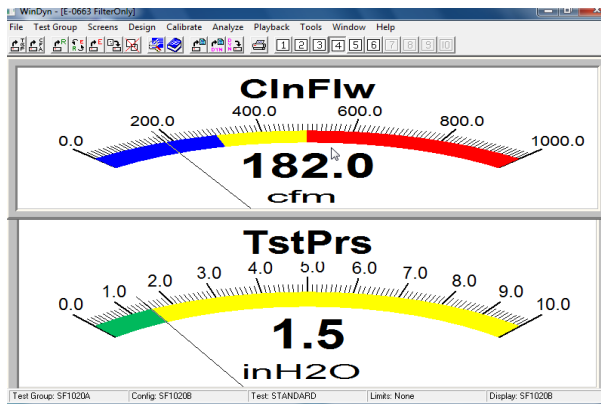 WinDyn - [E-0663 FilterOnly]
File Test Group Screens Design Calibrate Analyze Playback Tools Window Help
1 2 3 4 5 6 7 8 9 10
ClnFlw
0.0 200.0 400.0 600.0 800.0 1000.0
182.0
cfm
TstPrs
0.0 1.0 2.0 3.0 4.0 5.0 6.0 7.0 8.0 9.0 10.0
1.5
inH2O
Test Group: SF1020A Config: SF1020B Test: STANDARD Limits: None Display: SF1020B